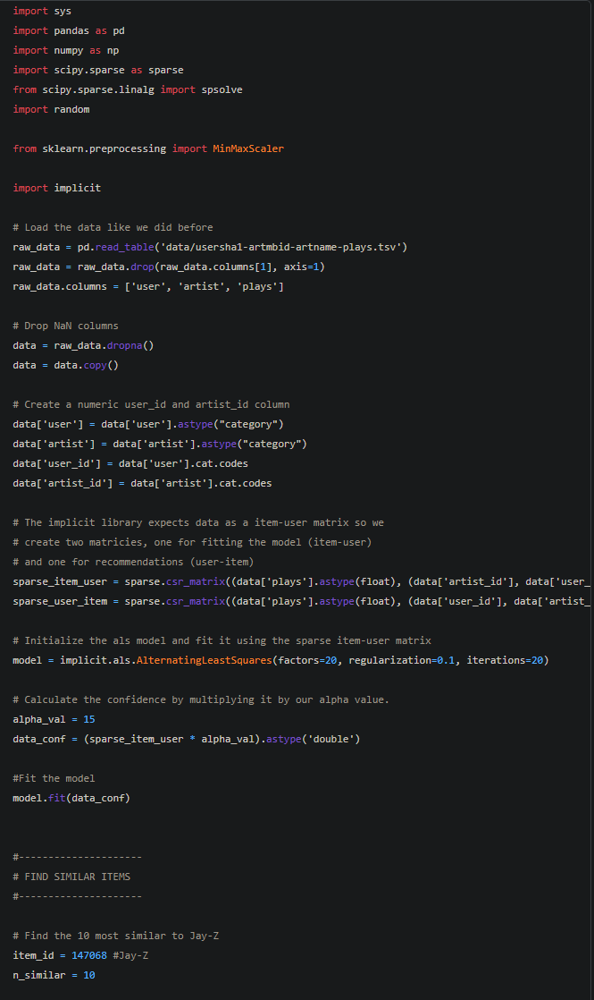 import sys
import pandas as pd
import numpy as np
import scipy.sparse as sparse
from scipy.sparse.linalg import spsolve
import random
from sklearn.preprocessing import MinMaxScaler
import implicit
# Load the data like we did before
raw_data = pd.read_table('data/usersha1-artmbid-artname-plays.tsv')
raw_data = raw_data.drop(raw_data.columns[1], axis=1)
raw_data.columns = ['user', 'artist', 'plays']
# Drop NaN columns
data = raw_data.dropna()
data = data.copy()
# Create a numeric user_id and artist_id column
data['user'] = data['user'].astype("category")
data['artist'] = data['artist'].astype("category")
data['user_id'] = data['user'].cat.codes
data['artist_id'] = data['artist'].cat.codes
# The implicit library expects data as a item-user matrix so we
# create two matricies, one for fitting the model (item-user)
# and one for recommendations (user-item)
sparse_item_user = sparse.csr_matrix((data['plays'].astype(float), (data['artist_id'], data['user_
sparse_user_item = sparse.csr_matrix((data['plays'].astype(float), (data['user_id'], data['artist_
# Initialize the als model and fit it using the sparse item-user matrix
model = implicit.als.AlternatingLeastSquares(factors=20, regularization=0.1, iterations=20)
# Calculate the confidence by multiplying it by our alpha value.
alpha_val = 15
data_conf = (sparse_item_user * alpha_val).astype('double')
#Fit the model
model.fit(data_conf)
#---------------------
# FIND SIMILAR ITEMS
#---------------------
# Find the 10 most similar to Jay-Z
item_id = 147068 #Jay-Z
n_similar = 10